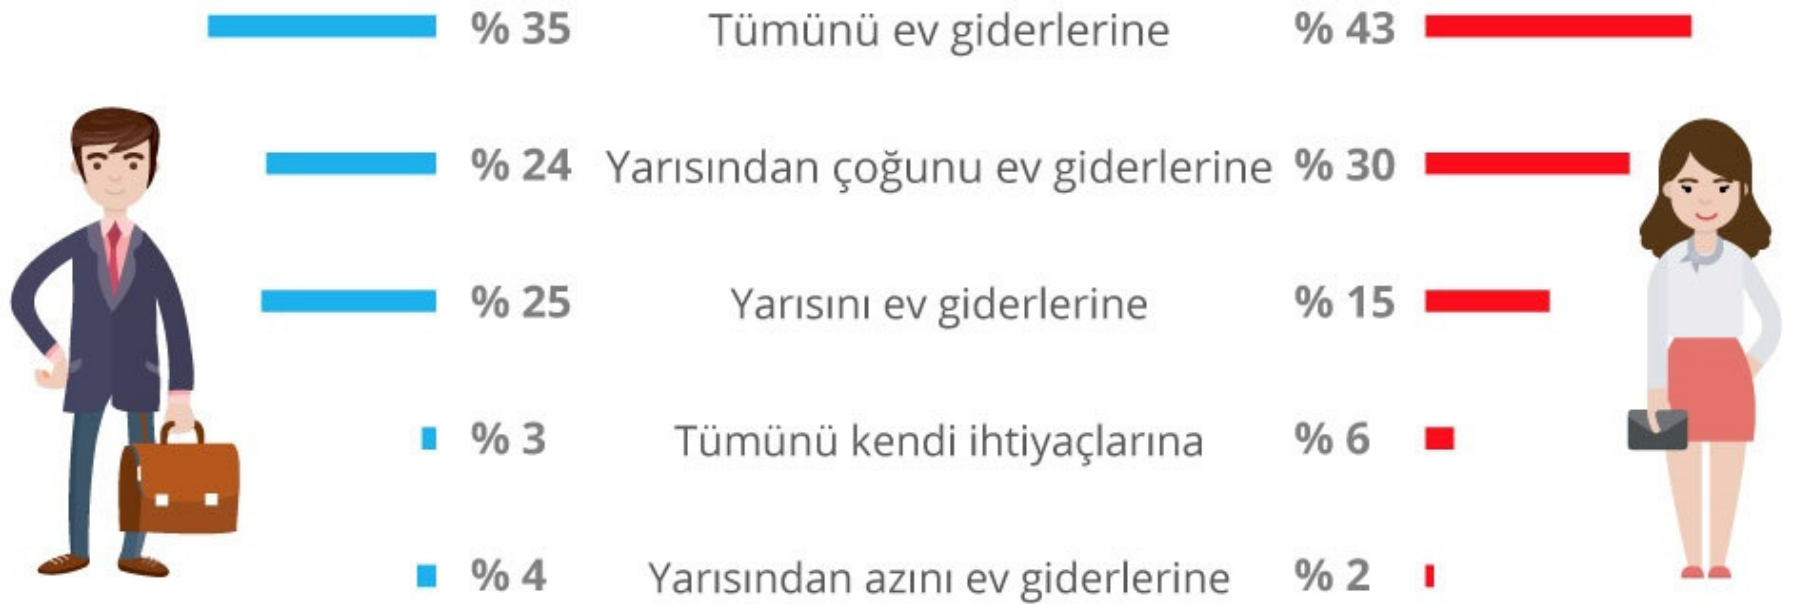 % 35 Tümünü ev giderlerine % 43
% 24 Yarısından çoğunu ev giderlerine % 30
% 25 Yarısını ev giderlerine % 15
% 3 Tümünü kendi ihtiyaçlarına % 6
% 4 Yarısından azını ev giderlerine % 2